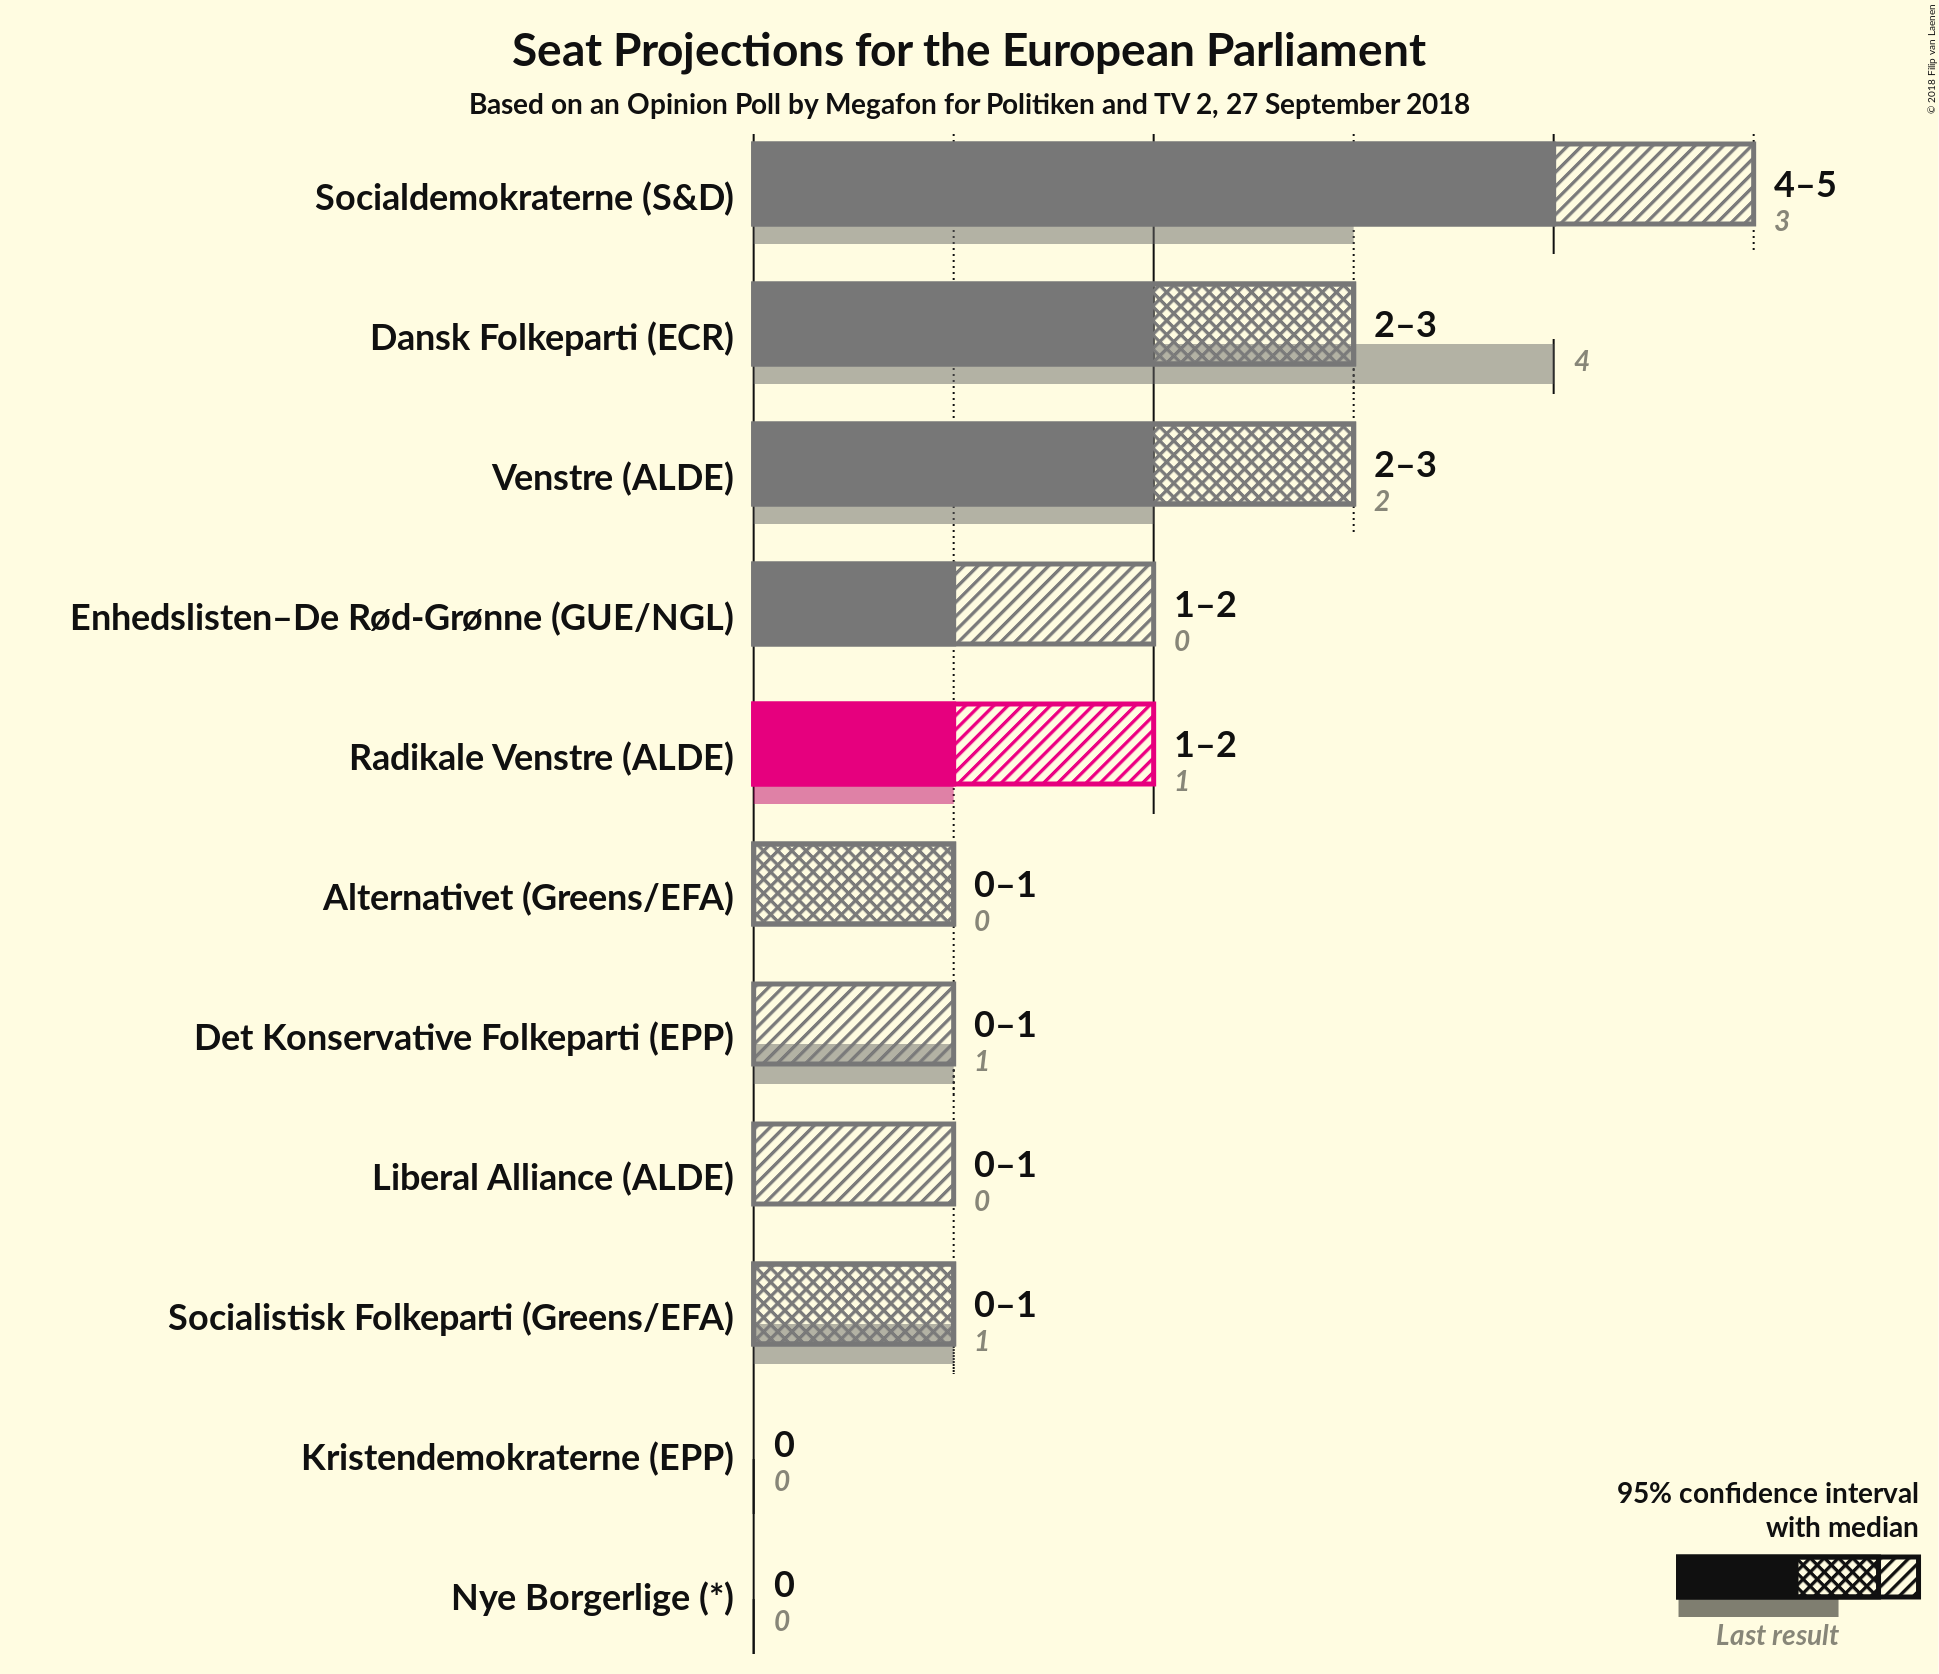 Seat Projections for the European Parliament
Based on an Opinion Poll by Megafon for Politiken and TV 2, 27 September 2018
© 2018 Filip van Laenen
Socialdemokraterne (S&D)
4–5
3
Dansk Folkeparti (ECR)
2–3
4
Venstre (ALDE)
2–3
2
Enhedslisten–De Rød-Grønne (GUE/NGL)
1–2
0
Radikale Venstre (ALDE)
1–2
1
Alternativet (Greens/EFA)
0–1
0
Det Konservative Folkeparti (EPP)
0–1
1
Liberal Alliance (ALDE)
0–1
0
Socialistisk Folkeparti (Greens/EFA)
0–1
1
Kristendemokraterne (EPP)
0
0
Nye Borgerlige (*)
0
0
95% confidence interval
with median
Last result